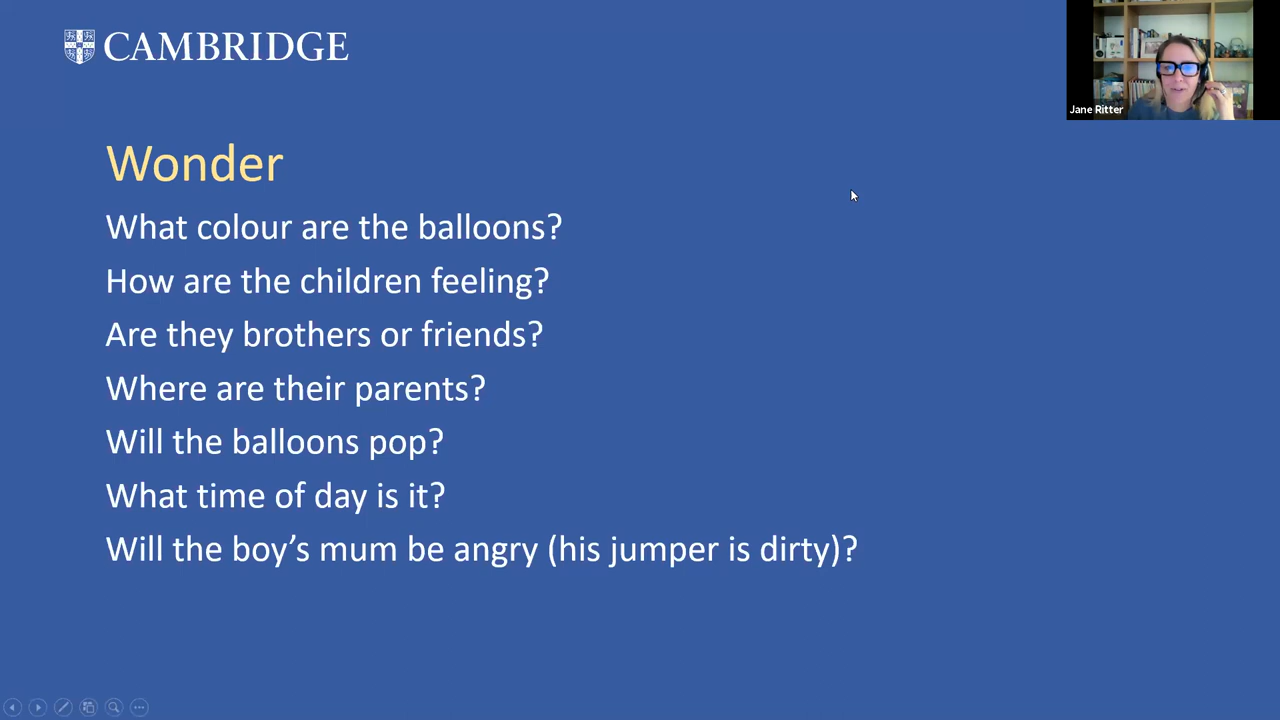 CAMBRIDGE
Jane Ritter
Wonder
What colour are the balloons?
How are the children feeling?
Are they brothers or friends?
Where are their parents?
Will the balloons pop?
What time of day is it?
Will the boy’s mum be angry (his jumper is dirty)?